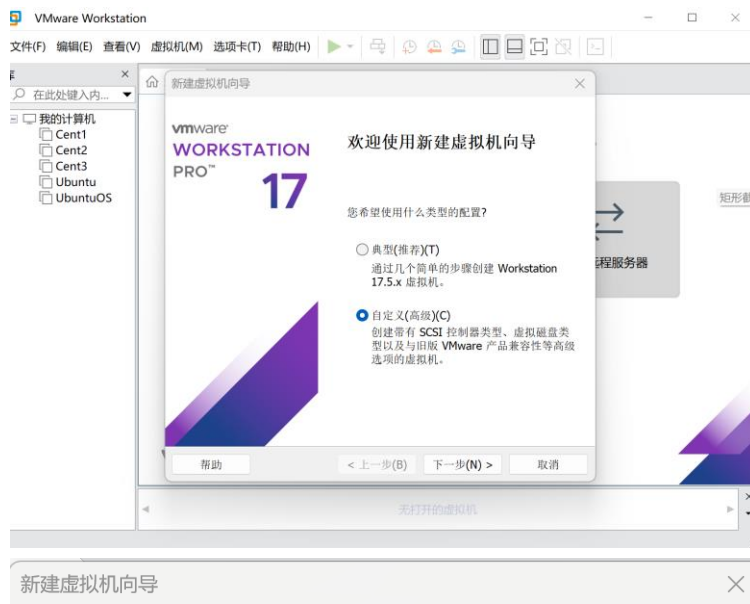 VMware Workstation
文件(F) 编辑(E) 查看(V) 虚拟机(M) 选项卡(T) 帮助(H)
在此处键入内...
我的计算机
Cent1
Cent2
Cent3
Ubuntu
UbuntuOS
新建虚拟机向导
vmware
WORKSTATION
PRO™
17
欢迎使用新建虚拟机向导
您希望使用什么类型的配置?
典型(推荐)(T)
通过几个简单的步骤创建 Workstation
17.5.x 虚拟机。
自定义(高级)(C)
创建带有 SCSI 控制器类型、虚拟磁盘类
型以及与旧版 VMware 产品兼容性等高级
选项的虚拟机。
帮助
< 上一步(B)
下一步(N) >
取消
程服务器
矩形截
无打开的虚拟机
新建虚拟机向导